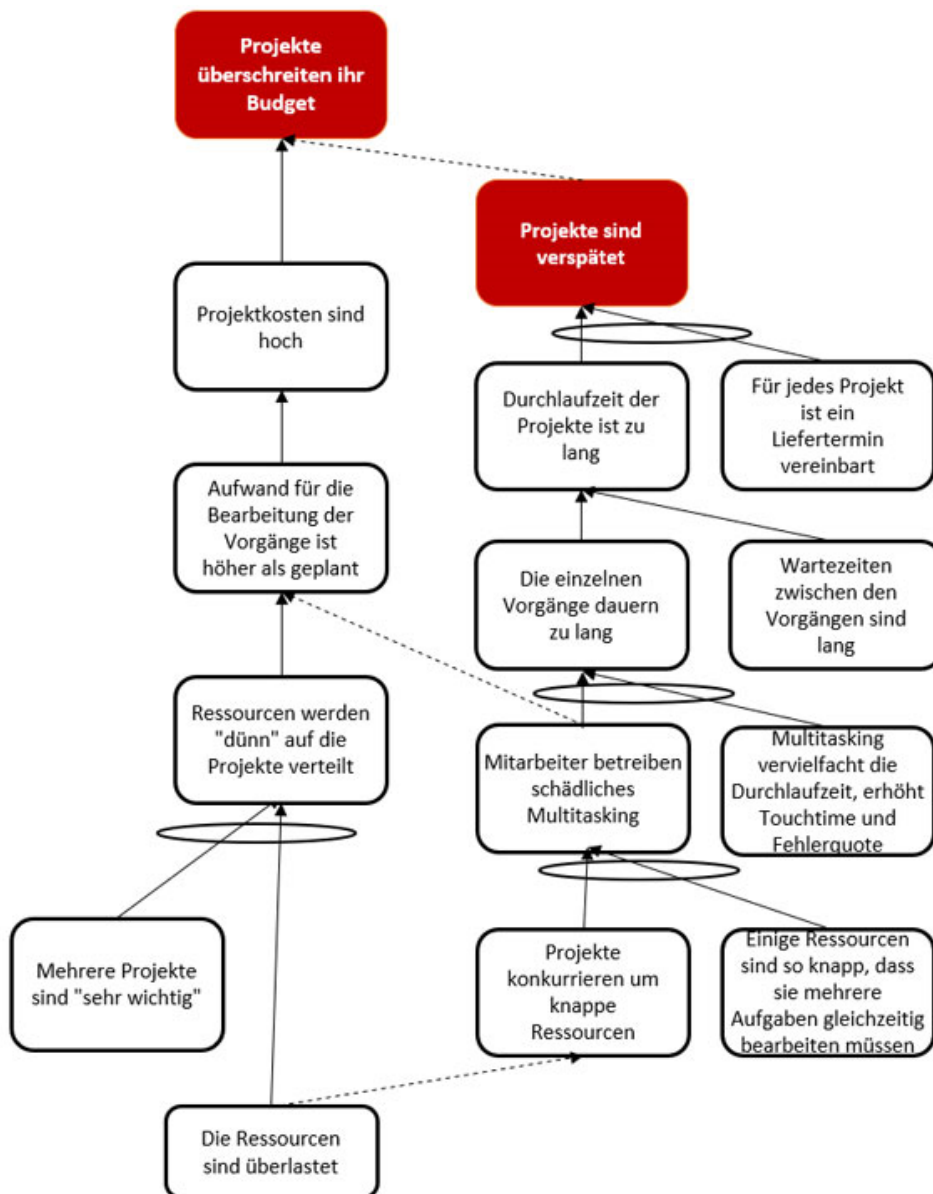 Projekte
überschreiten ihr
Budget
Projekte sind
verspätet
Projektkosten sind
hoch
Durchlaufzeit der
Projekte ist zu
lang
Für jedes Projekt
ist ein
Liefertermin
vereinbart
Aufwand für die
Bearbeitung der
Vorgänge ist
höher als geplant
Die einzelnen
Vorgänge dauern
zu lang
Wartezeiten
zwischen den
Vorgängen sind
lang
Ressourcen werden
"dünn" auf die
Projekte verteilt
Mitarbeiter betreiben
schädliches
Multitasking
Multitasking
vervielfacht die
Durchlaufzeit, erhöht
Touchtime und
Fehlerquote
Mehrere Projekte
sind "sehr wichtig"
Projekte
konkurrieren um
knappe
Ressourcen
Einige Ressourcen
sind so knapp, dass
sie mehrere
Aufgaben gleichzeitig
bearbeiten müssen
Die Ressourcen
sind überlastet